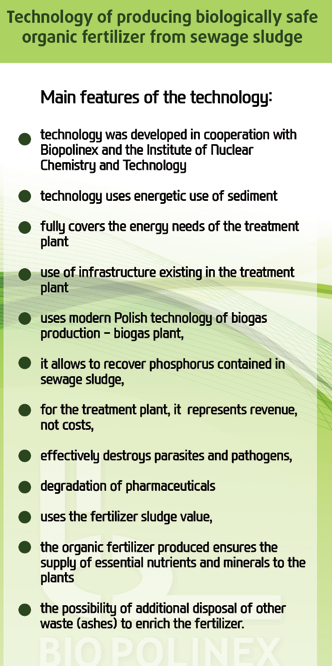 Technology of producing biologically safe
organic fertilizer from sewage sludge
Main features of the technology:
technology was developed in cooperation with
Biopolinex and the Institute of Nuclear
Chemistry and Technology
technology uses energetic use of sediment
fully covers the energy needs of the treatment
plant
use of infrastructure existing in the treatment
plant
uses modern Polish technology of biogas
production – biogas plant,
it allows to recover phosphorus contained in
sewage sludge,
for the treatment plant, it represents revenue,
not costs,
effectively destroys parasites and pathogens,
degradation of pharmaceuticals
uses the fertilizer sludge value,
the organic fertilizer produced ensures the
supply of essential nutrients and minerals to the
plants
the possibility of additional disposal of other
waste (ashes) to enrich the fertilizer.
BIOPOLINEX